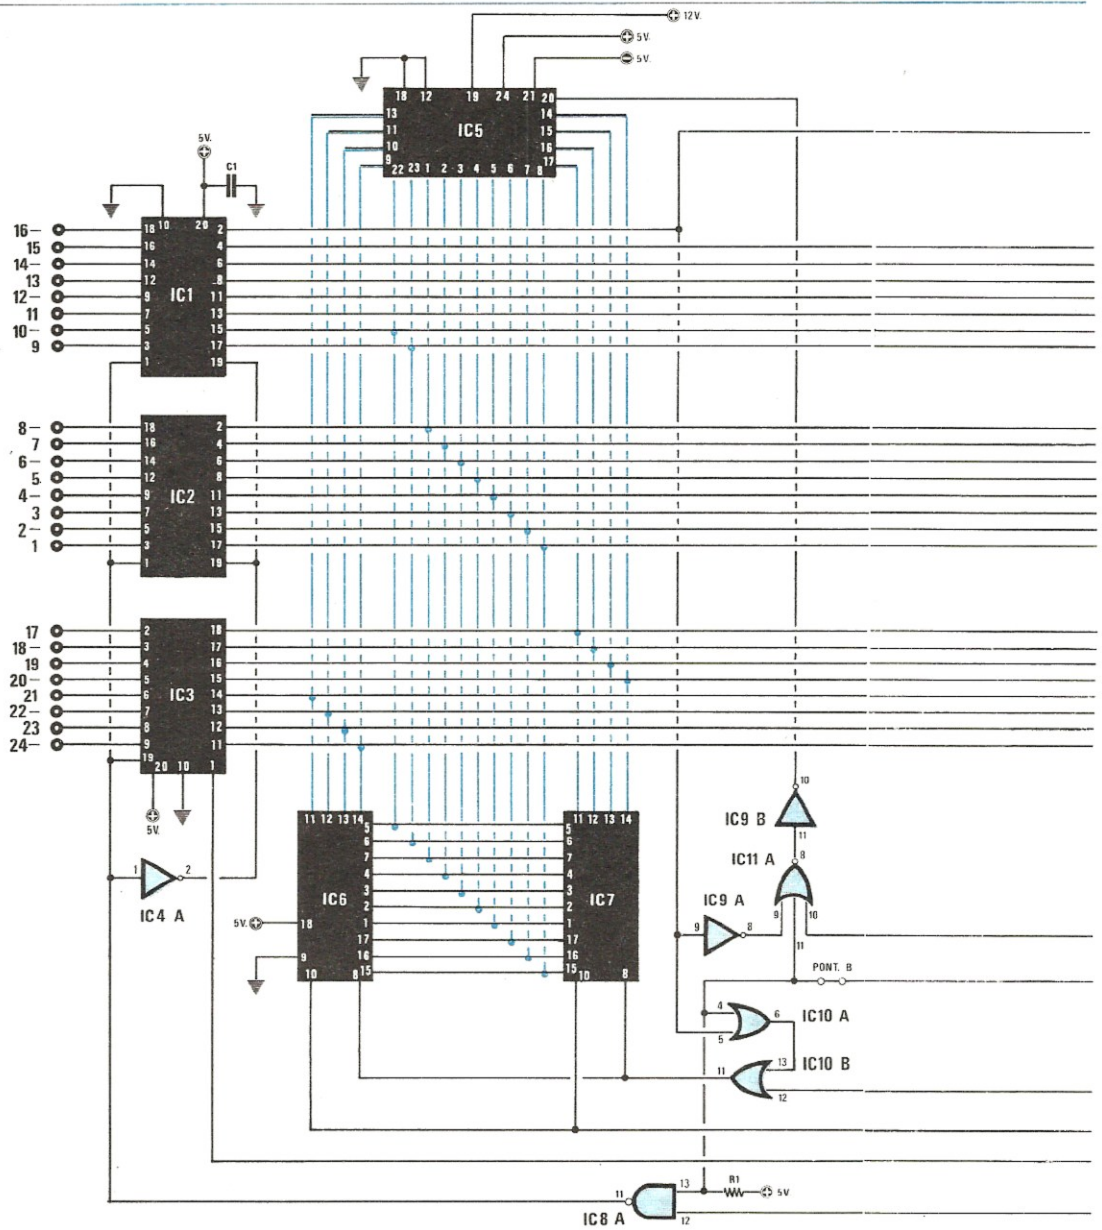 12V.
5V.
5V.
18 12 19 24 21 20
13 14
11 IC5 15
10 16
9 17
22 23 1 2 3 4 5 6 7 8
5V.
C1
10 20
16 18 2
15 16 4
14 14 6
13 12 8
12 9 IC1 11
11 7 13
10 5 15
9 3 17
1 19
8 18 2
7 16 4
6 14 6
5 12 8
4 9 IC2 11
3 7 13
2 5 15
1 3 17
1 19
17 2 18
18 3 17
19 4 16
20 5 15
21 6 IC3 14
22 7 13
23 8 12
24 9 11
19 20 10 1
5V.
1 2
IC4 A
11 12 13 14
5
6
7
4
3
IC6
2
1
17
16
15
18
9
10 8
5V.
11 12 13 14
5
6
7
4
3
IC7
2
1
17
16
15
10 8
10
IC9 B
11
IC11 A
8
9 10
11
IC9 A
9 8
PONT. B
4
5
6
IC10 A
IC10 B
13
12
11
11 13
12
IC8 A
R1
5V